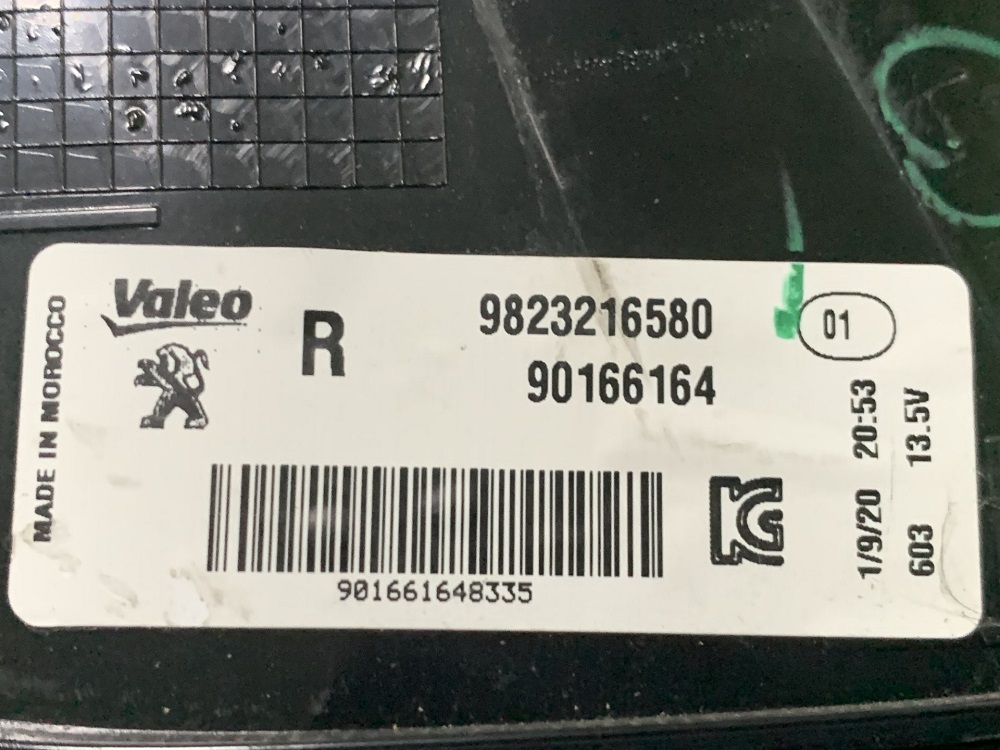 MADE IN MOROCCO
Valeo
R
9823216580
90166164
01
901661648335
1/9/20 20:53
603 13.5V